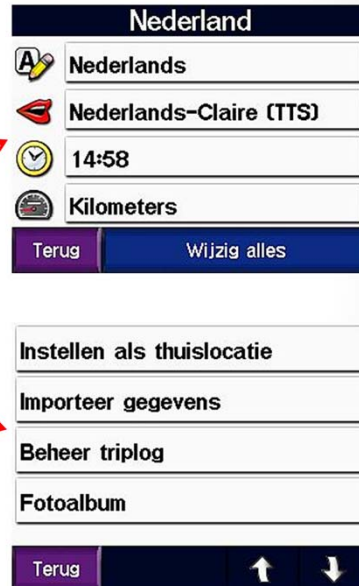 Nederland
Nederlands
Nederlands-Claire (TTS)
14:58
Kilometers
Terug Wijzig alles
Instellen als thuislocatie
Importeer gegevens
Beheer triplog
Fotoalbum
Terug